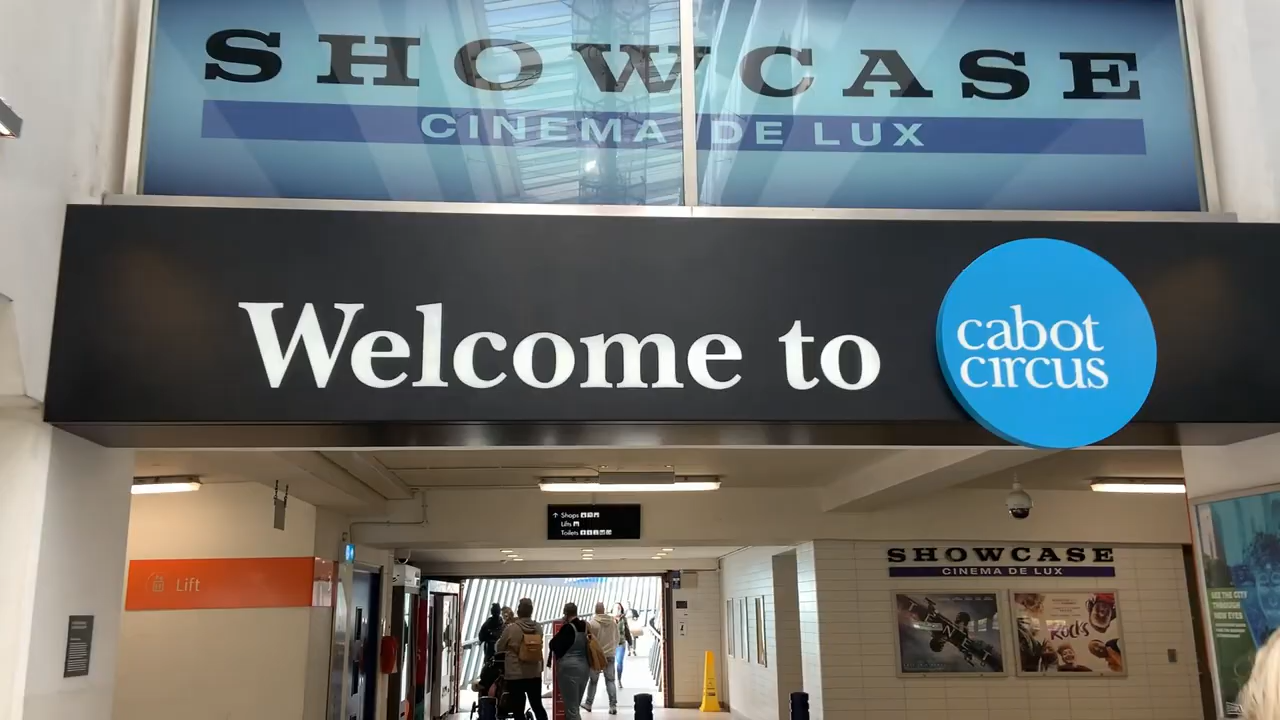 SHOWCASE
CINEMA DE LUX
Welcome to
cabot
circus
Shops
Lifts
Toilets
Lift
SHOWCASE
CINEMA DE LUX
Rocks
SEE THE CITY
THROUGH
NEW EYES